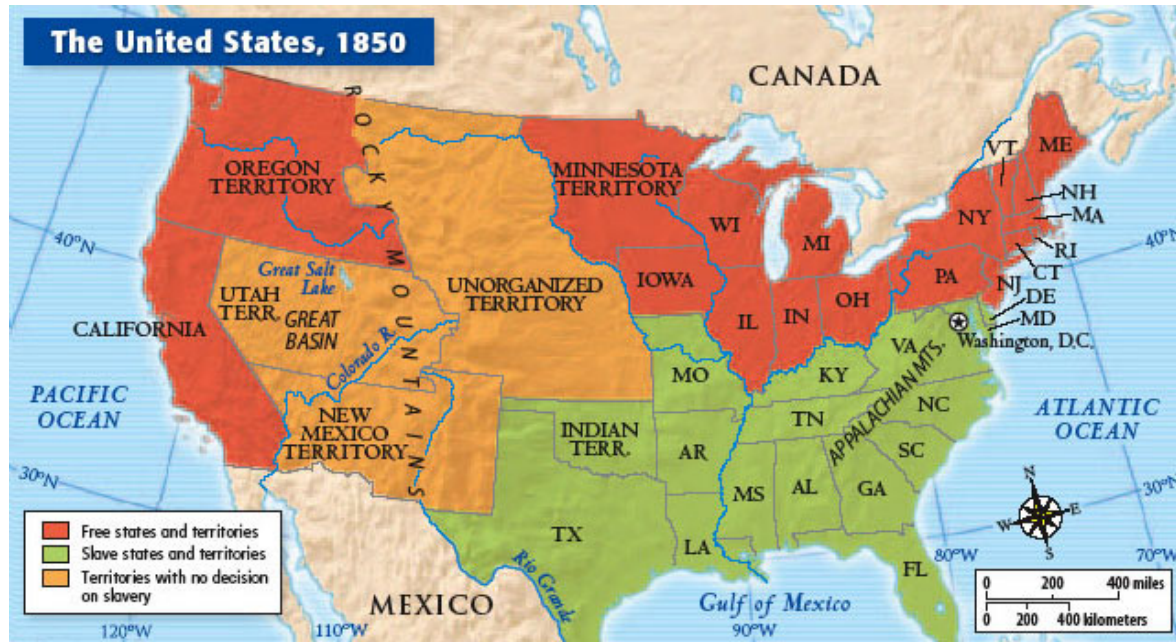 The United States, 1850
CANADA
ROCKY MOUNTAINS
OREGON
TERRITORY
MINNESOTA
TERRITORY
VT
ME
NH
MA
RI
CT
NY
WI
MI
PA
NJ
DE
MD
Washington, D.C.
40°N
40°N
Great Salt
Lake
UTAH
TERR.
GREAT
BASIN
UNORGANIZED
TERRITORY
IOWA
IL
IN
OH
CALIFORNIA
Colorado R.
MO
KY
VA
APPALACHIAN MTS.
PACIFIC
OCEAN
NEW
MEXICO
TERRITORY
INDIAN
TERR.
AR
TN
NC
SC
ATLANTIC
OCEAN
30°N
30°N
MS
AL
GA
TX
LA
FL
N
W
E
S
Free states and territories
Slave states and territories
Territories with no decision
on slavery
MEXICO
Rio Grande
Gulf of Mexico
120°W
110°W
90°W
80°W
70°W
0 200 400 miles
0 200 400 kilometers